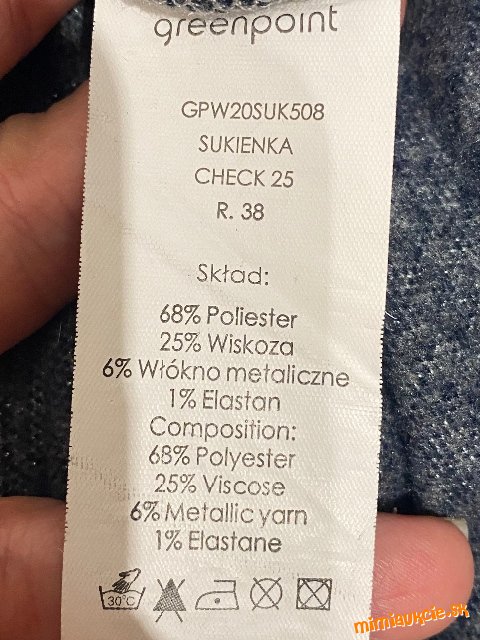 greenpoint
GPW20SUK508
SUKIENKA
CHECK 25
R. 38
Skład:
68% Poliester
25% Wiskoza
6% Włókno metaliczne
1% Elastan
Composition:
68% Polyester
25% Viscose
6% Metallic yarn
1% Elastane
30°C
mimiaukcie.sk